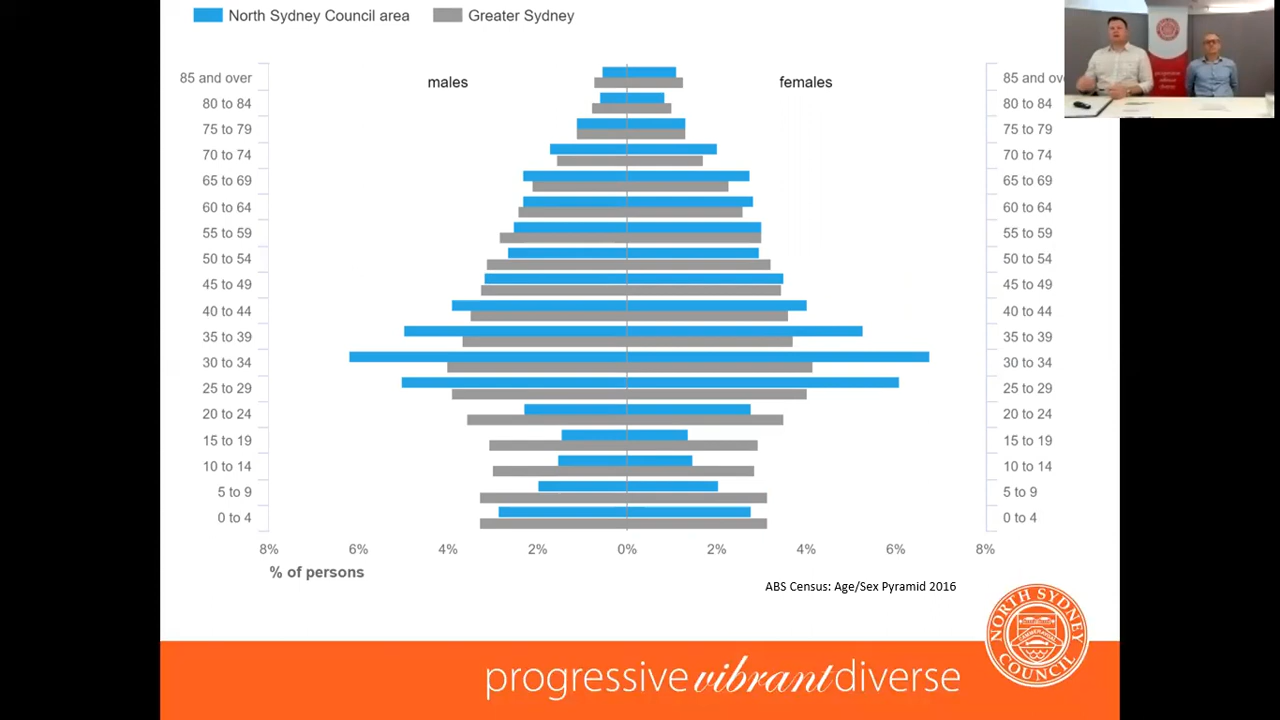 North Sydney Council area
Greater Sydney
males
females
85 and over
80 to 84
75 to 79
70 to 74
65 to 69
60 to 64
55 to 59
50 to 54
45 to 49
40 to 44
35 to 39
30 to 34
25 to 29
20 to 24
15 to 19
10 to 14
5 to 9
0 to 4
85 and ov
80 to 84
75 to 79
70 to 74
65 to 69
60 to 64
55 to 59
50 to 54
45 to 49
40 to 44
35 to 39
30 to 34
25 to 29
20 to 24
15 to 19
10 to 14
5 to 9
0 to 4
8% 6% 4% 2% 0% 2% 4% 6% 8%
% of persons
ABS Census: Age/Sex Pyramid 2016
NORTH SYDNEY
COUNCIL
progressive vibrant diverse